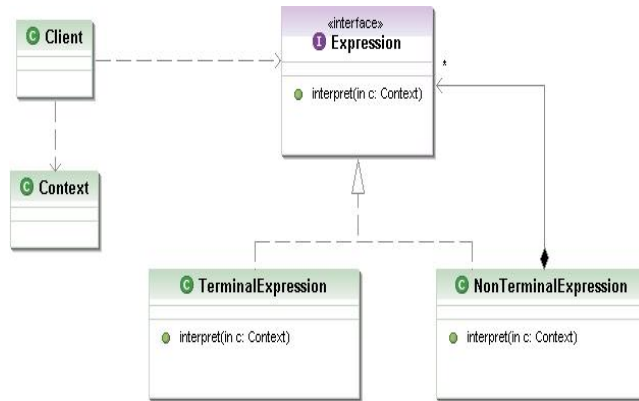 C Client
«interface»
I Expression
interpret(in c: Context)
*
C Context
C TerminalExpression
interpret(in c: Context)
C NonTerminalExpression
interpret(in c: Context)